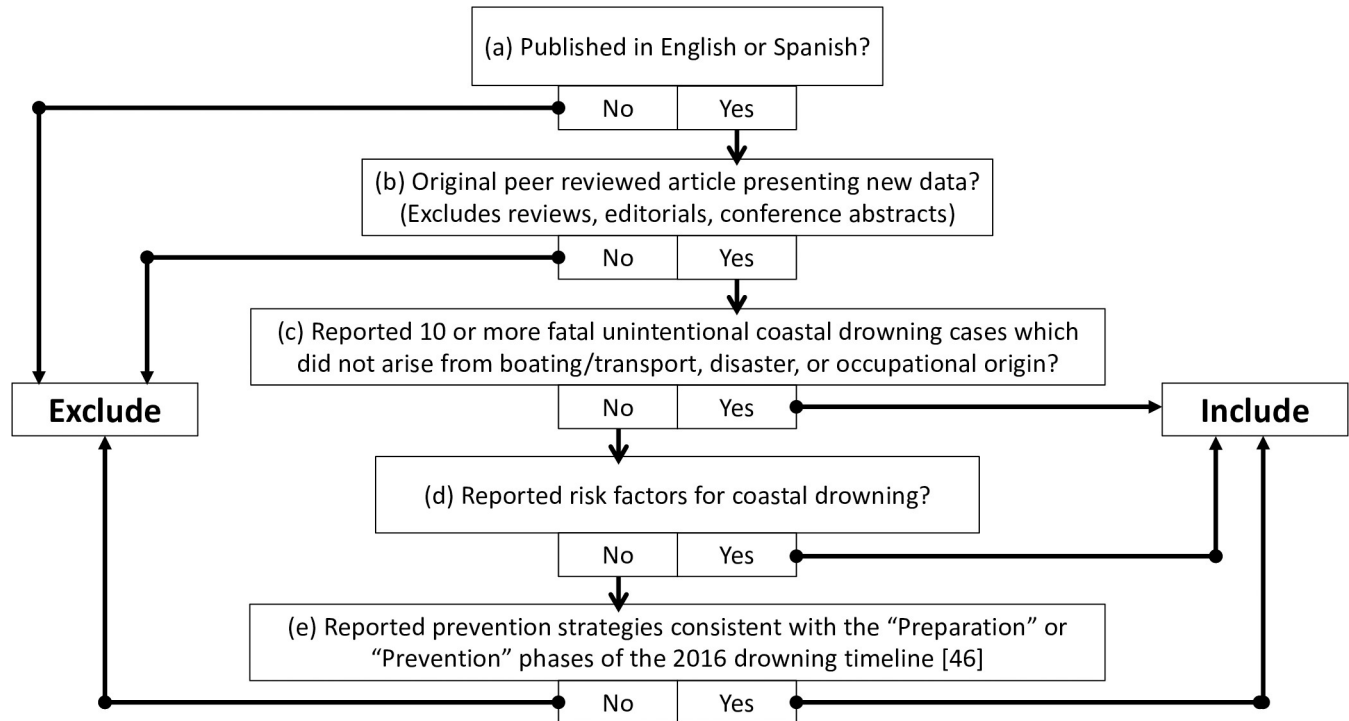 (a) Published in English or Spanish?
No Yes
(b) Original peer reviewed article presenting new data?
(Excludes reviews, editorials, conference abstracts)
No Yes
(c) Reported 10 or more fatal unintentional coastal drowning cases which
did not arise from boating/transport, disaster, or occupational origin?
Exclude
No Yes
Include
(d) Reported risk factors for coastal drowning?
No Yes
(e) Reported prevention strategies consistent with the “Preparation” or
“Prevention” phases of the 2016 drowning timeline [46]
No Yes